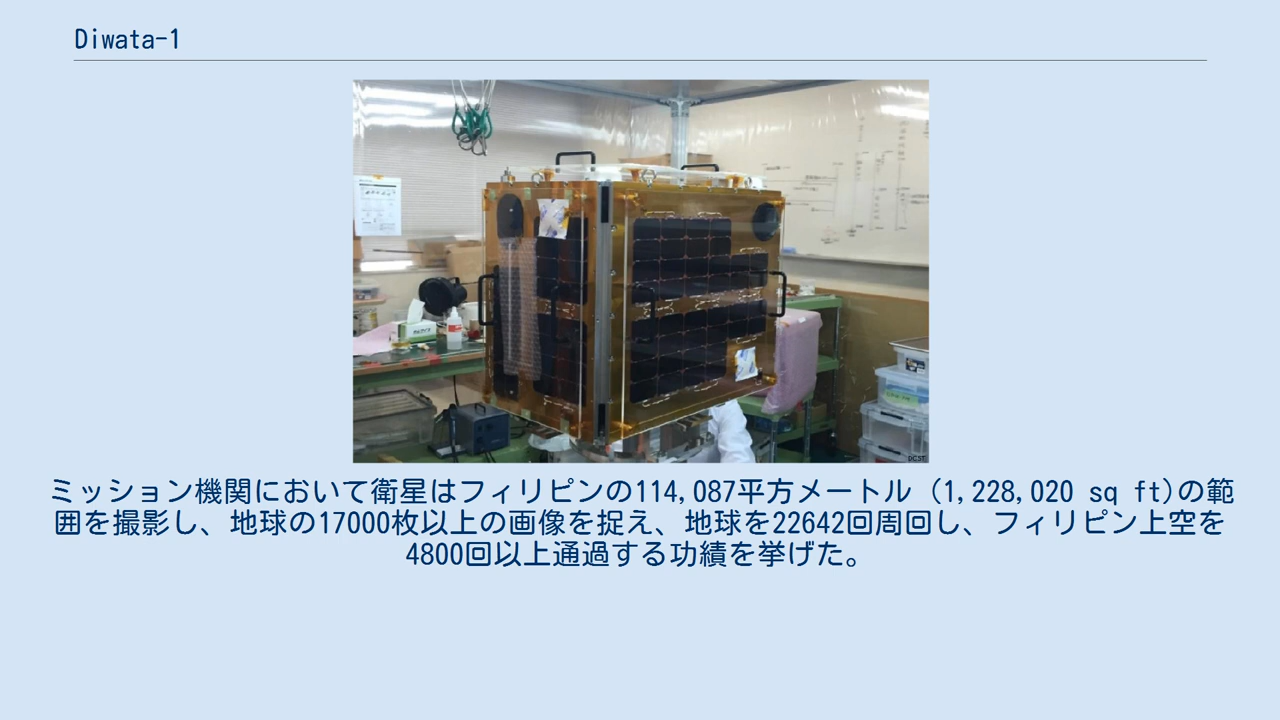 Diwata-1
DOST
ミッション機関において衛星はフィリピンの114,087平方メートル (1,228,020 sq ft)の範
囲を撮影し、地球の17000枚以上の画像を捉え、地球を22642回周回し、フィリピン上空を
4800回以上通過する功績を挙げた。